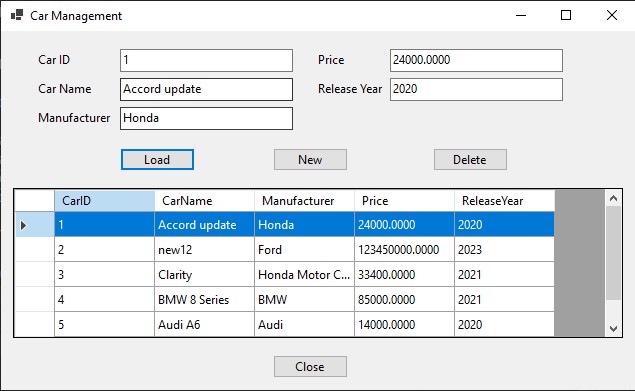 Car Management
Car ID 1 Price 24000.0000
Car Name Accord update Release Year 2020
Manufacturer Honda
Load New Delete
CarID CarName Manufacturer Price ReleaseYear
1 Accord update Honda 24000.0000 2020
2 new12 Ford 123450000.0000 2023
3 Clarity Honda Motor C... 33400.0000 2021
4 BMW 8 Series BMW 85000.0000 2021
5 Audi A6 Audi 14000.0000 2020
Close